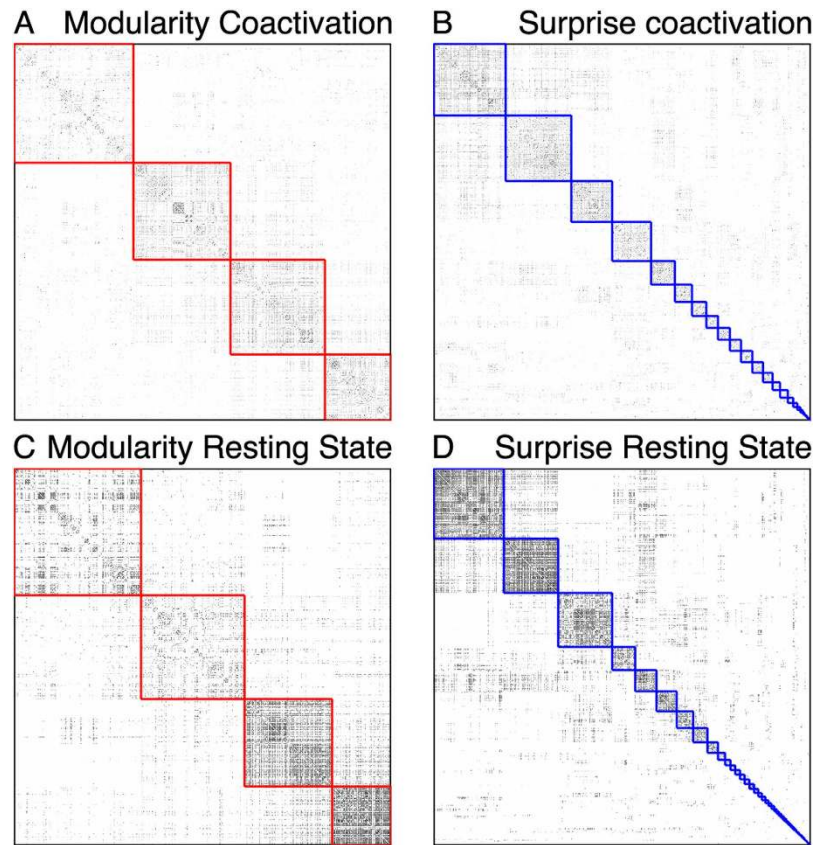 A Modularity Coactivation
B Surprise coactivation
C Modularity Resting State
D Surprise Resting State